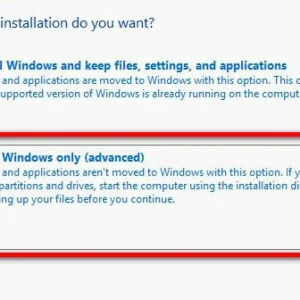 installation do you want?
Windows and keep files, settings, and applications
and applications are moved to Windows with this option. This o
upported version of Windows is already running on the comput
Windows only (advanced)
and applications aren't moved to Windows with this option. If y
partitions and drives, start the computer using the installation di
ing up your files before you continue.